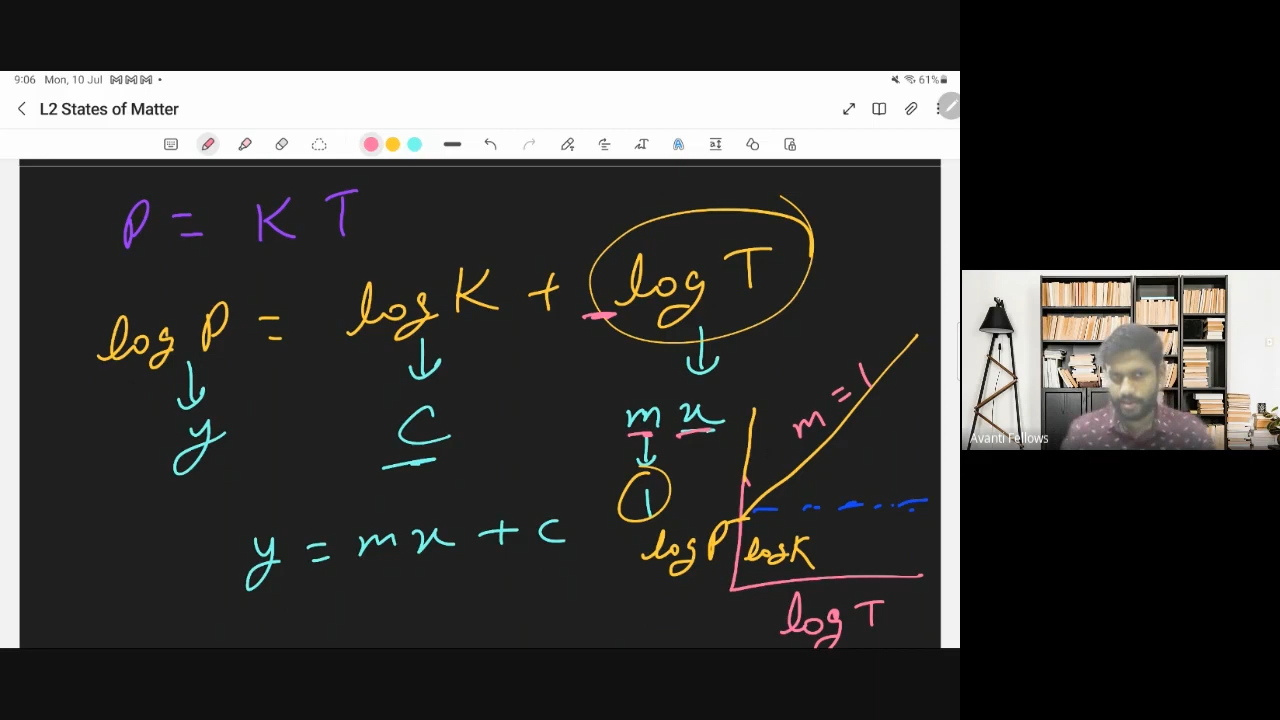 9:06 Mon, 10 Jul
61%
L2 States of Matter
P = K T
log P = log K + log T
y C m x
1
y = mx + c
m = 1
log P log K
log T
Avanti Fellows